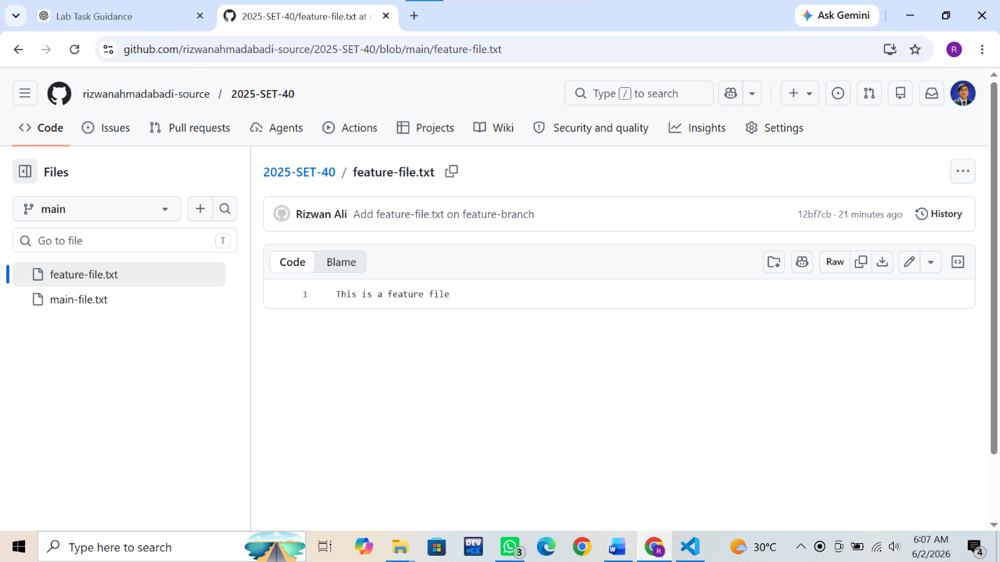 Lab Task Guidance
2025-SET-40/feature-file.txt at
Ask Gemini
github.com/rizwanahmadabadi-source/2025-SET-40/blob/main/feature-file.txt
R
rizwanahmadabadi-source / 2025-SET-40
Type / to search
Code Issues Pull requests Agents Actions Projects Wiki Security and quality Insights Settings
Files
2025-SET-40 / feature-file.txt
main
Rizwan Ali Add feature-file.txt on feature-branch 12bf7cb · 21 minutes ago History
Go to file T
Code Blame Raw
feature-file.txt
1 This is a feature file
main-file.txt
Type here to search
DEV C++
3
R
30°C
6:07 AM
6/2/2026
4